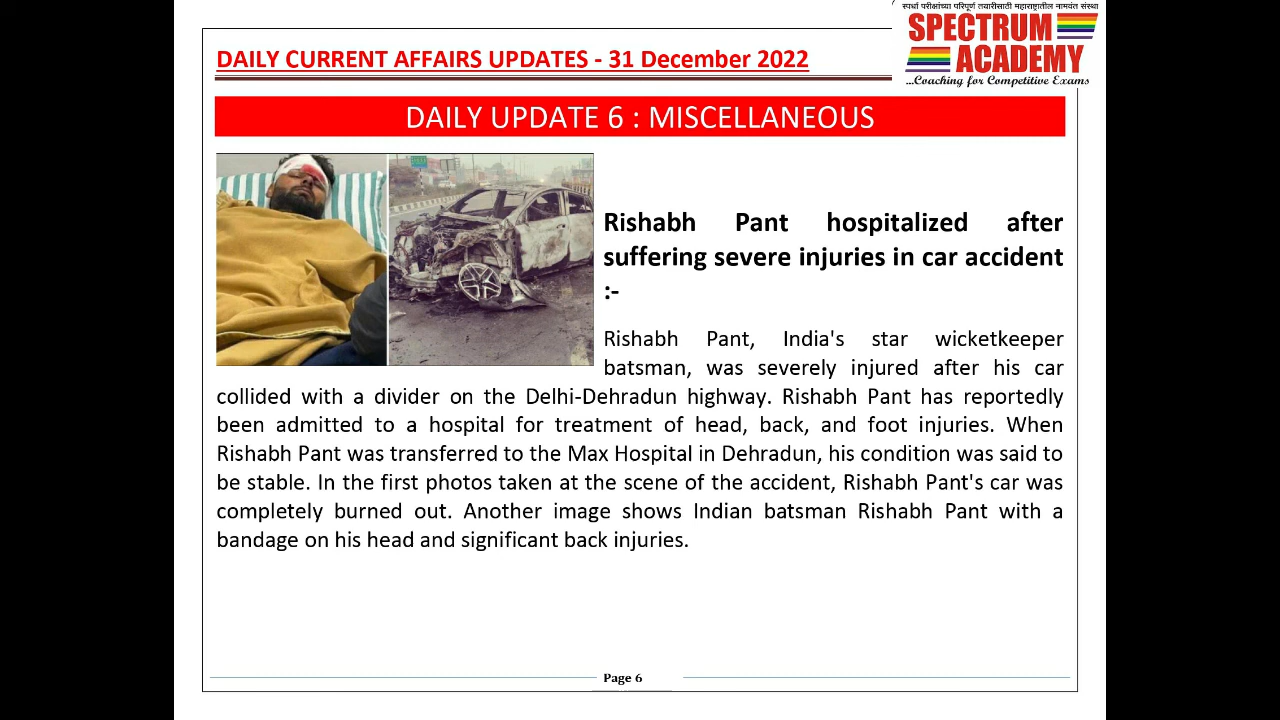 स्पर्धा परीक्षांच्या परिपूर्ण तयारीसाठी महाराष्ट्रातील नामवंत संस्था
SPECTRUM
ACADEMY
...Coaching for Competitive Exams
DAILY CURRENT AFFAIRS UPDATES - 31 December 2022
DAILY UPDATE 6 : MISCELLANEOUS
Rishabh Pant hospitalized after
suffering severe injuries in car accident
:-
Rishabh Pant, India's star wicketkeeper
batsman, was severely injured after his car
collided with a divider on the Delhi-Dehradun highway. Rishabh Pant has reportedly
been admitted to a hospital for treatment of head, back, and foot injuries. When
Rishabh Pant was transferred to the Max Hospital in Dehradun, his condition was said to
be stable. In the first photos taken at the scene of the accident, Rishabh Pant's car was
completely burned out. Another image shows Indian batsman Rishabh Pant with a
bandage on his head and significant back injuries.
Page 6